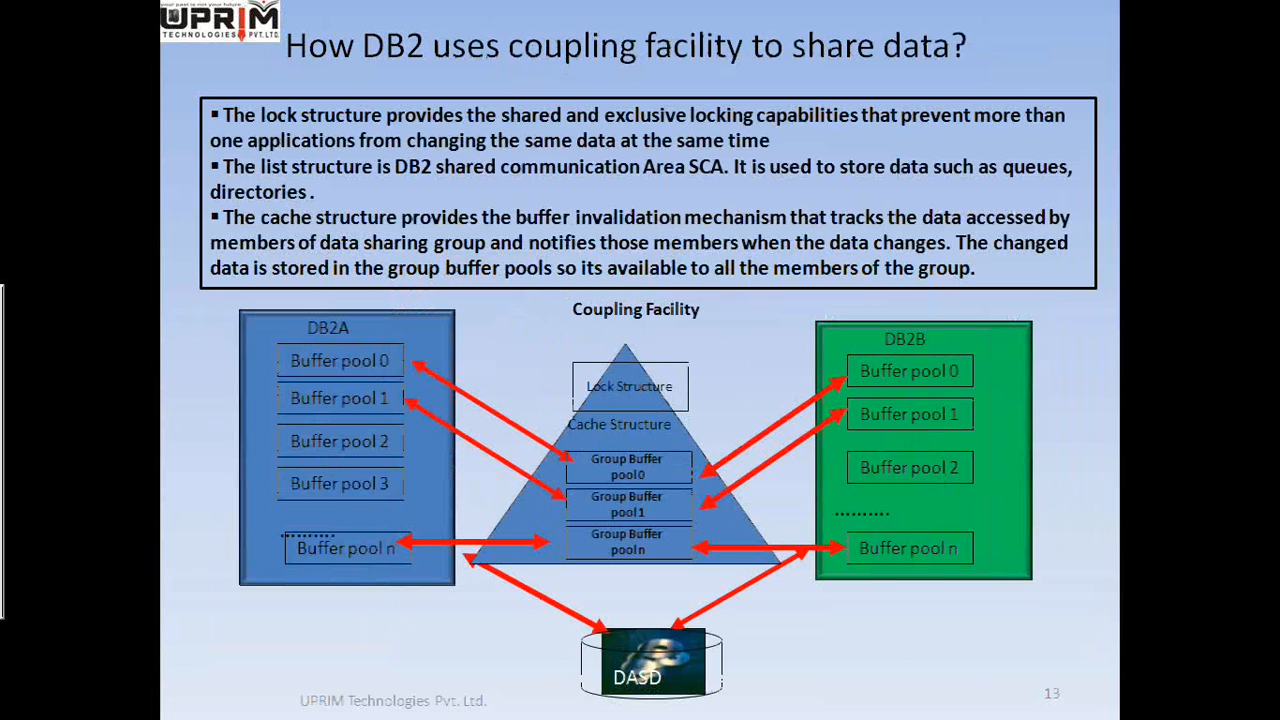 your past is not your future
UPRIM
TECHNOLOGIES PVT. LTD.
How DB2 uses coupling facility to share data?
▪ The lock structure provides the shared and exclusive locking capabilities that prevent more than
one applications from changing the same data at the same time
▪ The list structure is DB2 shared communication Area SCA. It is used to store data such as queues,
directories .
▪ The cache structure provides the buffer invalidation mechanism that tracks the data accessed by
members of data sharing group and notifies those members when the data changes. The changed
data is stored in the group buffer pools so its available to all the members of the group.
Coupling Facility
DB2A
Buffer pool 0
Buffer pool 1
Buffer pool 2
Buffer pool 3
..........
Buffer pool n
Lock Structure
Cache Structure
Group Buffer
pool0
Group Buffer
pool1
Group Buffer
pool n
DB2B
Buffer pool 0
Buffer pool 1
Buffer pool 2
..........
Buffer pool n
DASD
UPRIM Technologies Pvt. Ltd.
13